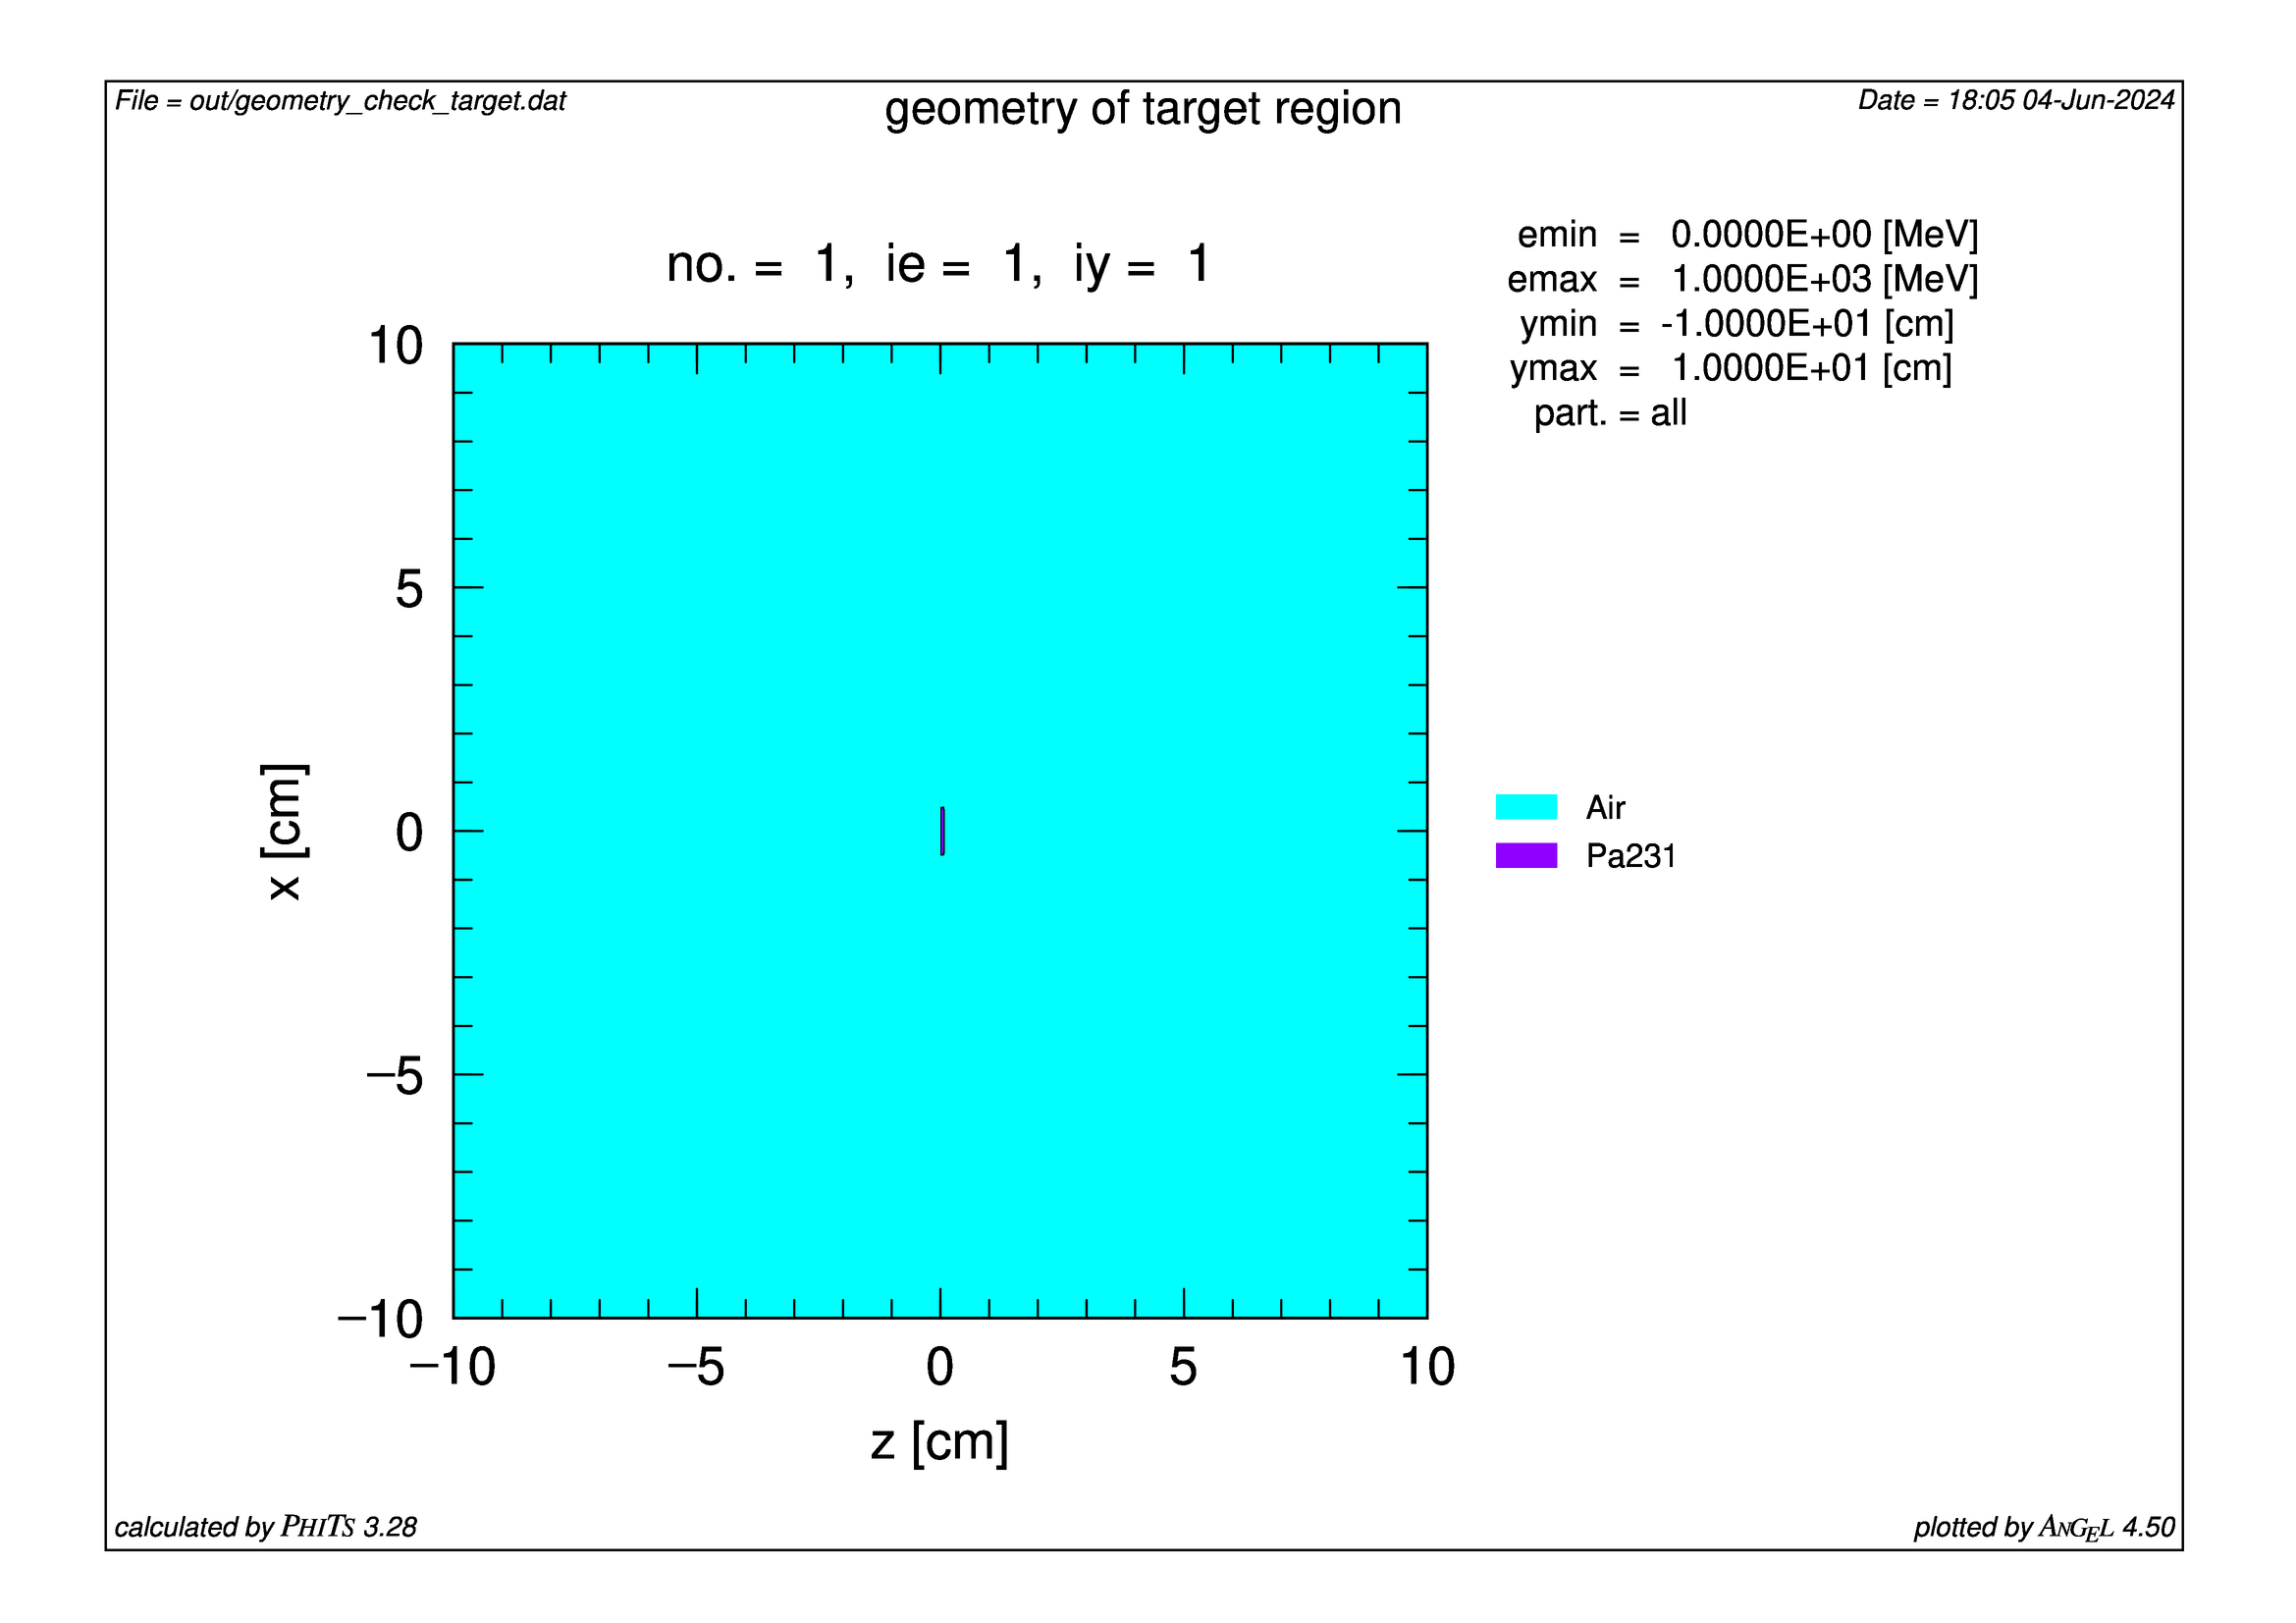 File = out/geometry_check_target.dat
geometry of target region
Date = 18:05 04-Jun-2024
no. = 1, ie = 1, iy = 1
emin = 0.0000E+00 [MeV]
emax = 1.0000E+03 [MeV]
ymin = -1.0000E+01 [cm]
ymax = 1.0000E+01 [cm]
part. = all
10
5
0
−5
−10
x [cm]
−10 −5 0 5 10
z [cm]
Air
Pa231
calculated by PHITS 3.28
plotted by ANGEL 4.50